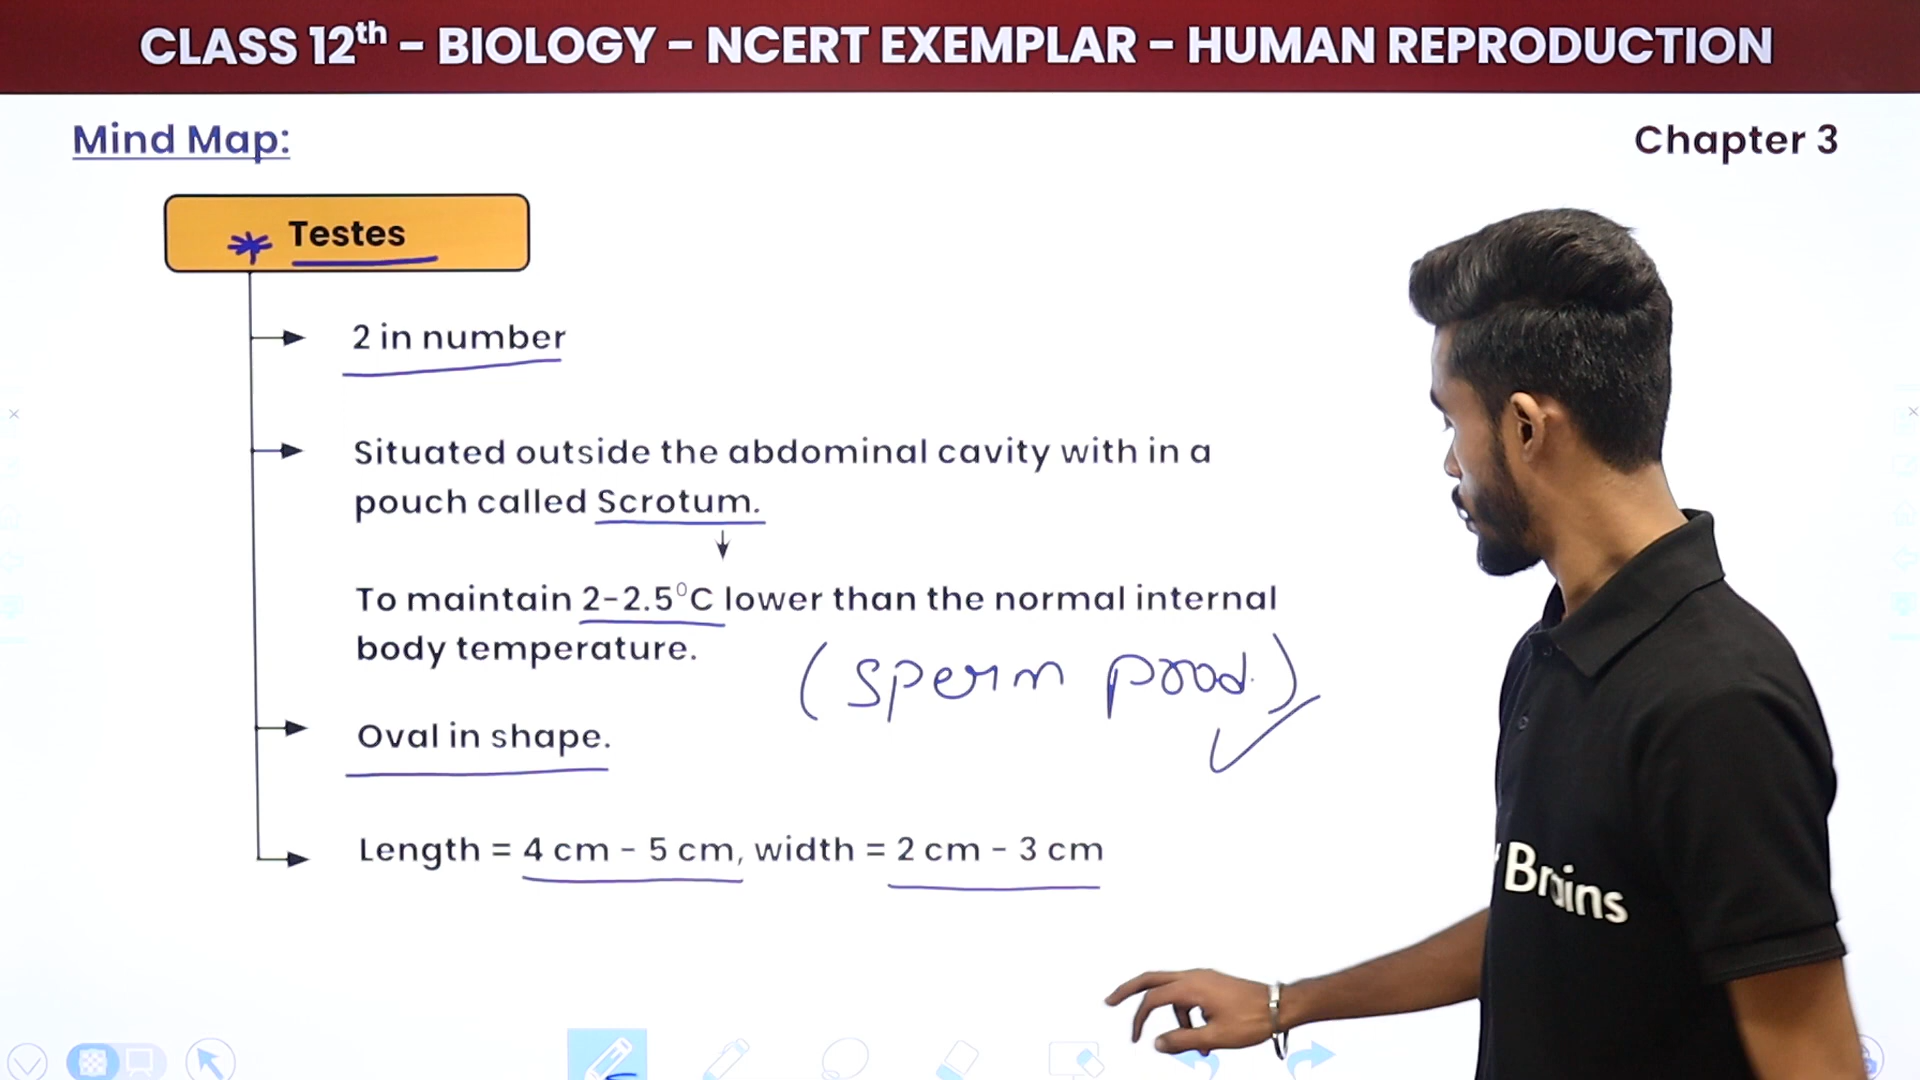 CLASS 12th – BIOLOGY – NCERT EXEMPLAR – HUMAN REPRODUCTION
Mind Map:
Chapter 3
Testes
2 in number
Situated outside the abdominal cavity with in a
pouch called Scrotum.
To maintain 2-2.5⁰C lower than the normal internal
body temperature.
(sperm prod.)
Oval in shape.
Length = 4 cm - 5 cm, width = 2 cm - 3 cm
Brains